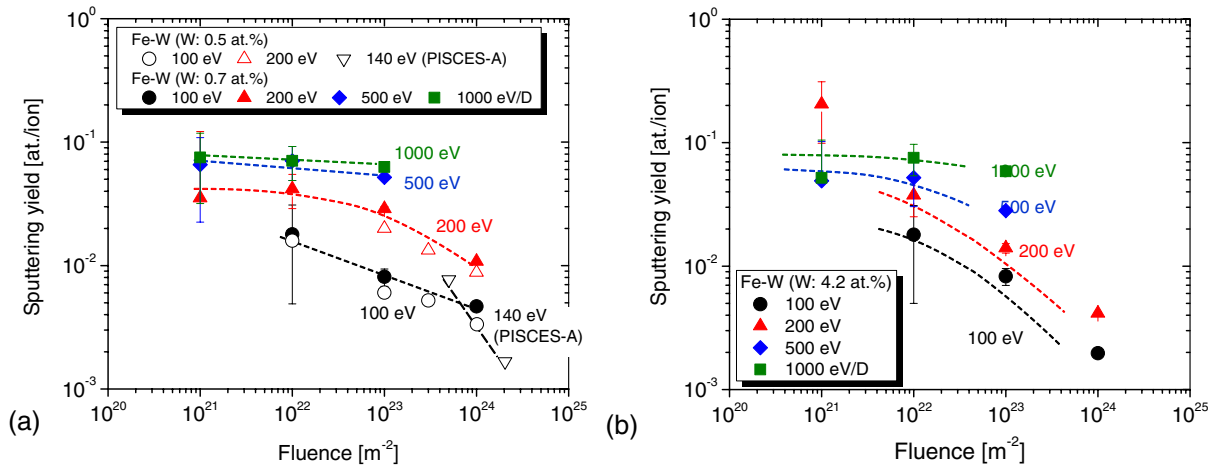 Fe-W (W: 0.5 at.%)
100 eV 200 eV 140 eV (PISCES-A)
Fe-W (W: 0.7 at.%)
100 eV 200 eV 500 eV 1000 eV/D
10⁰
10⁻¹
10⁻²
10⁻³
Sputtering yield [at./ion]
1000 eV
500 eV
200 eV
100 eV
140 eV
(PISCES-A)
10²⁰ 10²¹ 10²² 10²³ 10²⁴ 10²⁵
Fluence [m⁻²]
(a)
10⁰
10⁻¹
10⁻²
10⁻³
Sputtering yield [at./ion]
1000 eV
500 eV
200 eV
100 eV
Fe-W (W: 4.2 at.%)
100 eV
200 eV
500 eV
1000 eV/D
10²⁰ 10²¹ 10²² 10²³ 10²⁴ 10²⁵
Fluence [m⁻²]
(b)